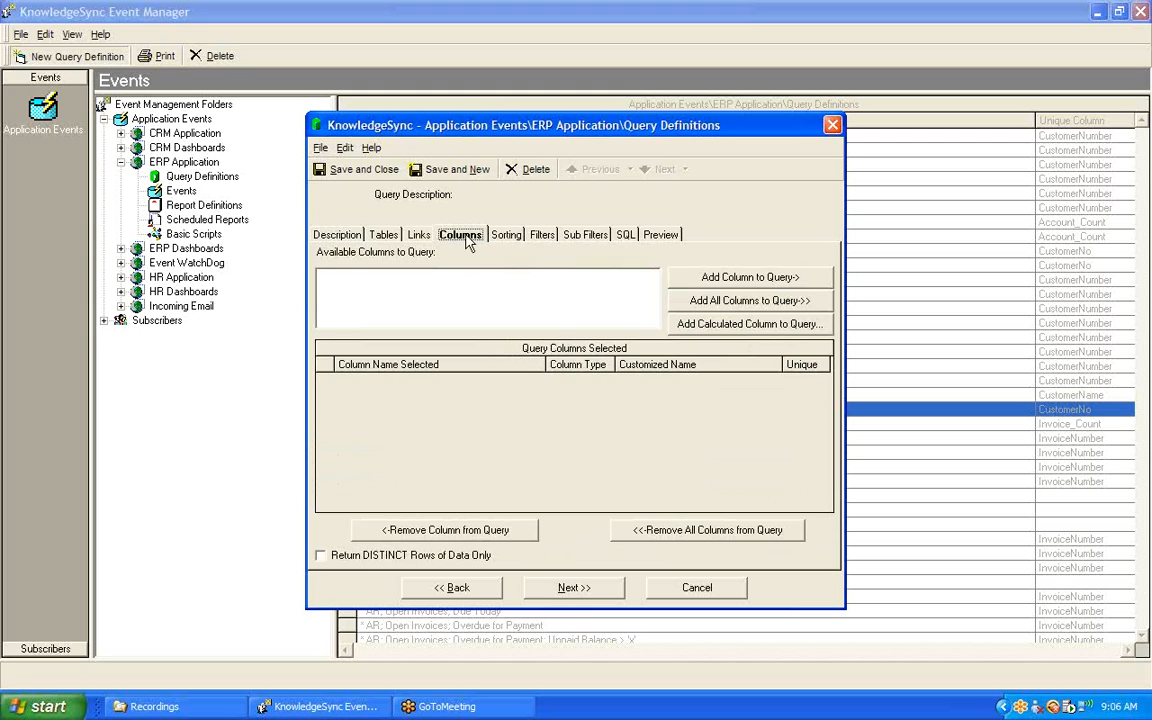 KnowledgeSync Event Manager
File Edit View Help
New Query Definition Print Delete
Events
Application Events
Subscribers
Events
Event Management Folders
Application Events
CRM Application
CRM Dashboards
ERP Application
Query Definitions
Events
Report Definitions
Scheduled Reports
Basic Scripts
ERP Dashboards
Event WatchDog
HR Application
HR Dashboards
Incoming Email
Subscribers
Application Events\ERP Application\Query Definitions
Unique Column
CustomerNumber
CustomerNumber
CustomerNumber
CustomerNumber
CustomerNumber
CustomerNumber
Account_Count
Account_Count
CustomerNo
CustomerNo
CustomerNumber
CustomerNumber
CustomerNumber
CustomerNumber
CustomerNumber
CustomerNumber
CustomerNumber
CustomerNumber
CustomerName
CustomerNo
Invoice_Count
InvoiceNumber
InvoiceNumber
InvoiceNumber
InvoiceNumber
InvoiceNumber
InvoiceNumber
InvoiceNumber
InvoiceNumber
InvoiceNumber
InvoiceNumber
* AR; Open Invoices; Due Today
* AR; Open Invoices; Overdue for Payment
* AR; Open Invoices; Overdue for Payment; Unpaid Balance > 'x'
KnowledgeSync - Application Events\ERP Application\Query Definitions
File Edit Help
Save and Close Save and New Delete Previous Next
Query Description:
Description Tables Links Columns Sorting Filters Sub Filters SQL Preview
Available Columns to Query:
Add Column to Query->
Add All Columns to Query->>
Add Calculated Column to Query...
Query Columns Selected
Column Name Selected Column Type Customized Name Unique
<-Remove Column from Query <<-Remove All Columns from Query
Return DISTINCT Rows of Data Only
<< Back Next >> Cancel
start Recordings KnowledgeSync Even... GoToMeeting 9:06 AM